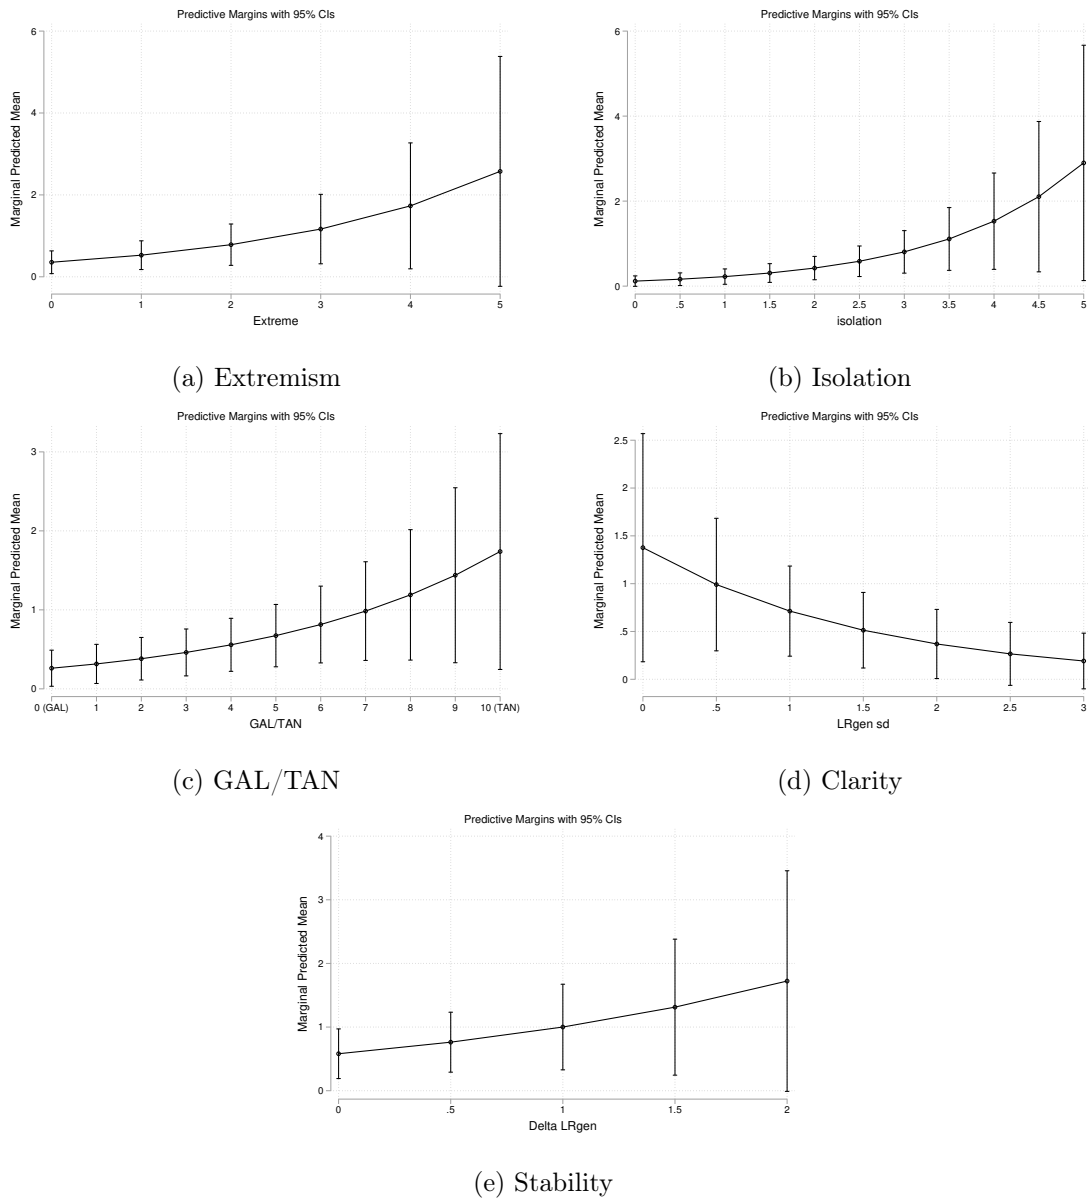 Predictive Margins with 95% CIs
Marginal Predicted Mean
6
4
2
0
0 1 2 3 4 5
Extreme
(a) Extremism
Predictive Margins with 95% CIs
Marginal Predicted Mean
6
4
2
0
0 .5 1 1.5 2 2.5 3 3.5 4 4.5 5
isolation
(b) Isolation
Predictive Margins with 95% CIs
Marginal Predicted Mean
3
2
1
0
0 (GAL) 1 2 3 4 5 6 7 8 9 10 (TAN)
GAL/TAN
(c) GAL/TAN
Predictive Margins with 95% CIs
Marginal Predicted Mean
2.5
2
1.5
1
.5
0
0 .5 1 1.5 2 2.5 3
LRgen sd
(d) Clarity
Predictive Margins with 95% CIs
Marginal Predicted Mean
4
3
2
1
0
0 .5 1 1.5 2
Delta LRgen
(e) Stability